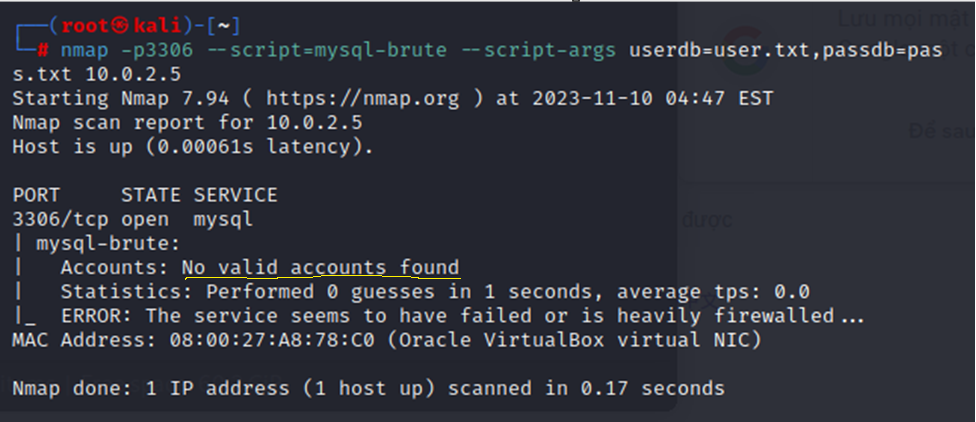 ┌──(root㉿kali)-[~]
└─# nmap -p3306 --script=mysql-brute --script-args userdb=user.txt,passdb=pas
s.txt 10.0.2.5
Starting Nmap 7.94 ( https://nmap.org ) at 2023-11-10 04:47 EST
Nmap scan report for 10.0.2.5
Host is up (0.00061s latency).
PORT     STATE SERVICE
3306/tcp open  mysql
| mysql-brute:
|   Accounts: No valid accounts found
|   Statistics: Performed 0 guesses in 1 seconds, average tps: 0.0
|_  ERROR: The service seems to have failed or is heavily firewalled...
MAC Address: 08:00:27:A8:78:C0 (Oracle VirtualBox virtual NIC)
Nmap done: 1 IP address (1 host up) scanned in 0.17 seconds
Lưu mọi mật
Để sau
được